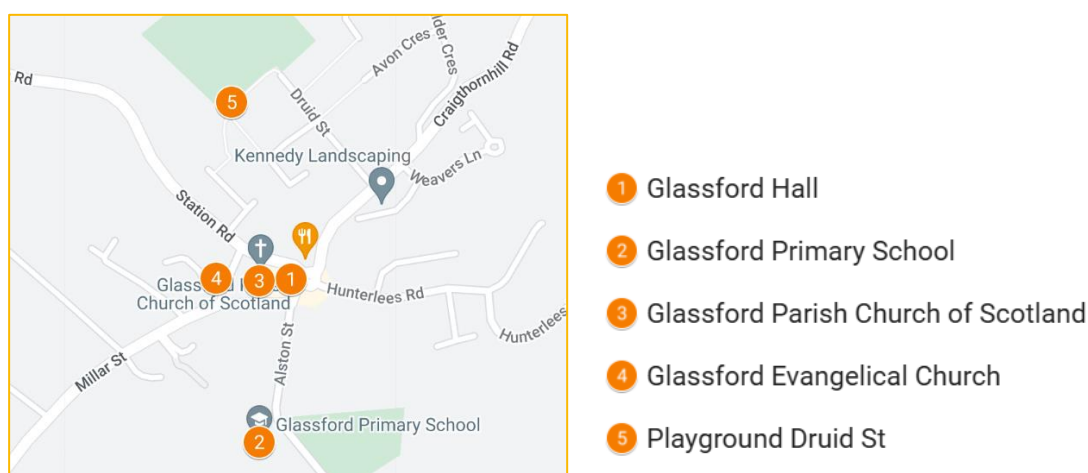 Rd
Avon Cres
der Cres
Craigthornhill Rd
5
Druid St
Kennedy Landscaping
Weavers Ln
Station Rd
4
3
1
Glass
Church of Scotland
Hunterlees Rd
Hunterlees
Millar St
Alston St
Glassford Primary School
2
1 Glassford Hall
2 Glassford Primary School
3 Glassford Parish Church of Scotland
4 Glassford Evangelical Church
5 Playground Druid St